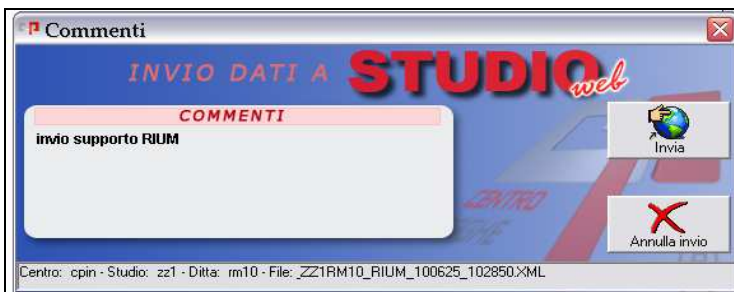 Commenti
INVIO DATI A STUDIO web
COMMENTI
invio supporto RIUM
Invia
CENTRO
Annulla invio
Centro: cpin - Studio: zz1 - Ditta: rm10 - File: _ZZ1RM10_RIUM_100625_102850.XML